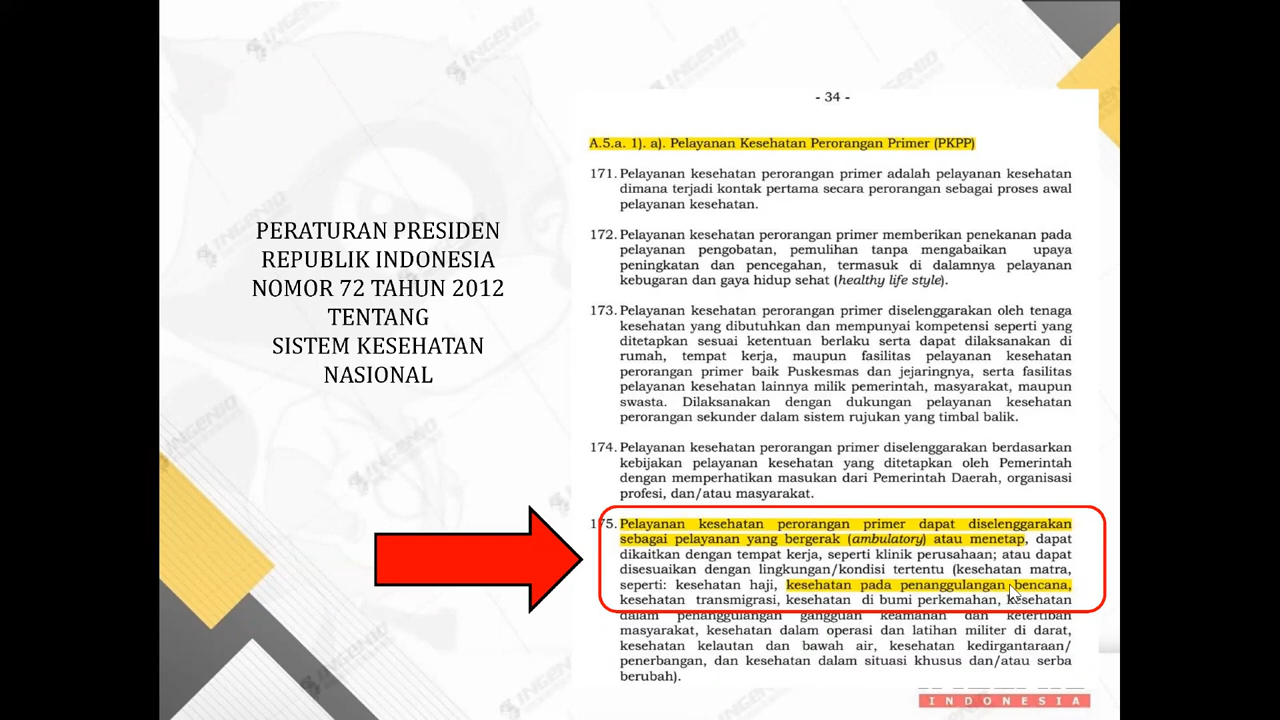 PERATURAN PRESIDEN
REPUBLIK INDONESIA
NOMOR 72 TAHUN 2012
TENTANG
SISTEM KESEHATAN
NASIONAL
- 34 -
A.5.a. 1). a). Pelayanan Kesehatan Perorangan Primer (PKPP)
171. Pelayanan kesehatan perorangan primer adalah pelayanan kesehatan
dimana terjadi kontak pertama secara perorangan sebagai proses awal
pelayanan kesehatan.
172. Pelayanan kesehatan perorangan primer memberikan penekanan pada
pelayanan pengobatan, pemulihan tanpa mengabaikan upaya
peningkatan dan pencegahan, termasuk di dalamnya pelayanan
kebugaran dan gaya hidup sehat (healthy life style).
173. Pelayanan kesehatan perorangan primer diselenggarakan oleh tenaga
kesehatan yang dibutuhkan dan mempunyai kompetensi seperti yang
ditetapkan sesuai ketentuan berlaku serta dapat dilaksanakan di
rumah, tempat kerja, maupun fasilitas pelayanan kesehatan
perorangan primer baik Puskesmas dan jejaringnya, serta fasilitas
pelayanan kesehatan lainnya milik pemerintah, masyarakat, maupun
swasta. Dilaksanakan dengan dukungan pelayanan kesehatan
perorangan sekunder dalam sistem rujukan yang timbal balik.
174. Pelayanan kesehatan perorangan primer diselenggarakan berdasarkan
kebijakan pelayanan kesehatan yang ditetapkan oleh Pemerintah
dengan memperhatikan masukan dari Pemerintah Daerah, organisasi
profesi, dan/atau masyarakat.
175. Pelayanan kesehatan perorangan primer dapat diselenggarakan
sebagai pelayanan yang bergerak (ambulatory) atau menetap, dapat
dikaitkan dengan tempat kerja, seperti klinik perusahaan; atau dapat
disesuaikan dengan lingkungan/kondisi tertentu (kesehatan matra,
seperti: kesehatan haji, kesehatan pada penanggulangan bencana,
kesehatan transmigrasi, kesehatan di bumi perkemahan, kesehatan
dalam penanggulangan gangguan keamanan dan ketertiban
masyarakat, kesehatan dalam operasi dan latihan militer di darat,
kesehatan kelautan dan bawah air, kesehatan kedirgantaraan/
penerbangan, dan kesehatan dalam situasi khusus dan/atau serba
berubah).
INDONESIA